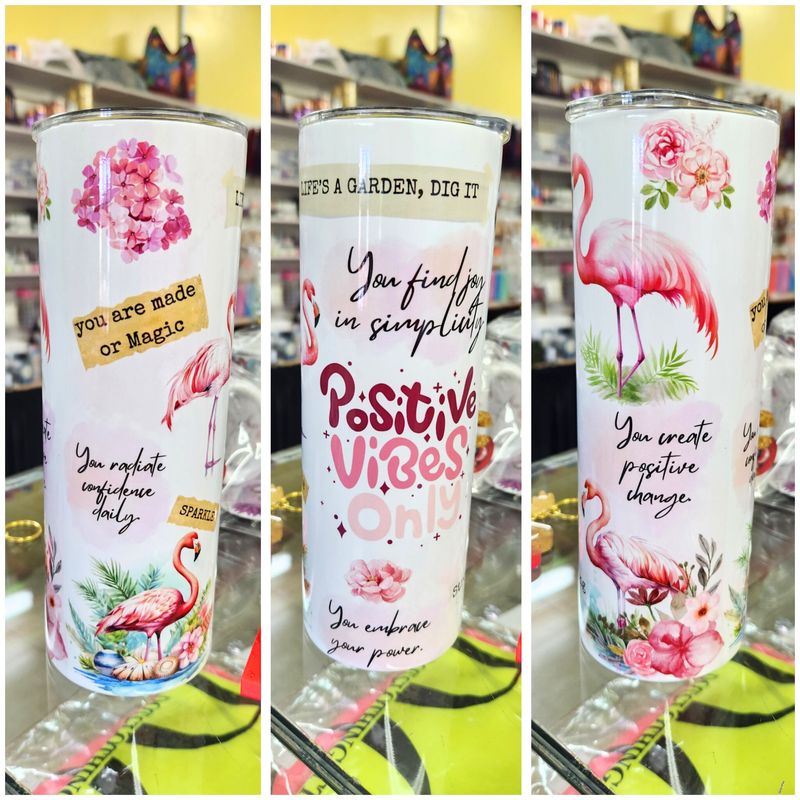 you are made
or Magic
You radiate
confidence
daily.
SPARKLE
LIFE'S A GARDEN, DIG IT
You find joy
in simplicity
Positive
ViBes
Only
You embrace
your power.
You create
positive
change.